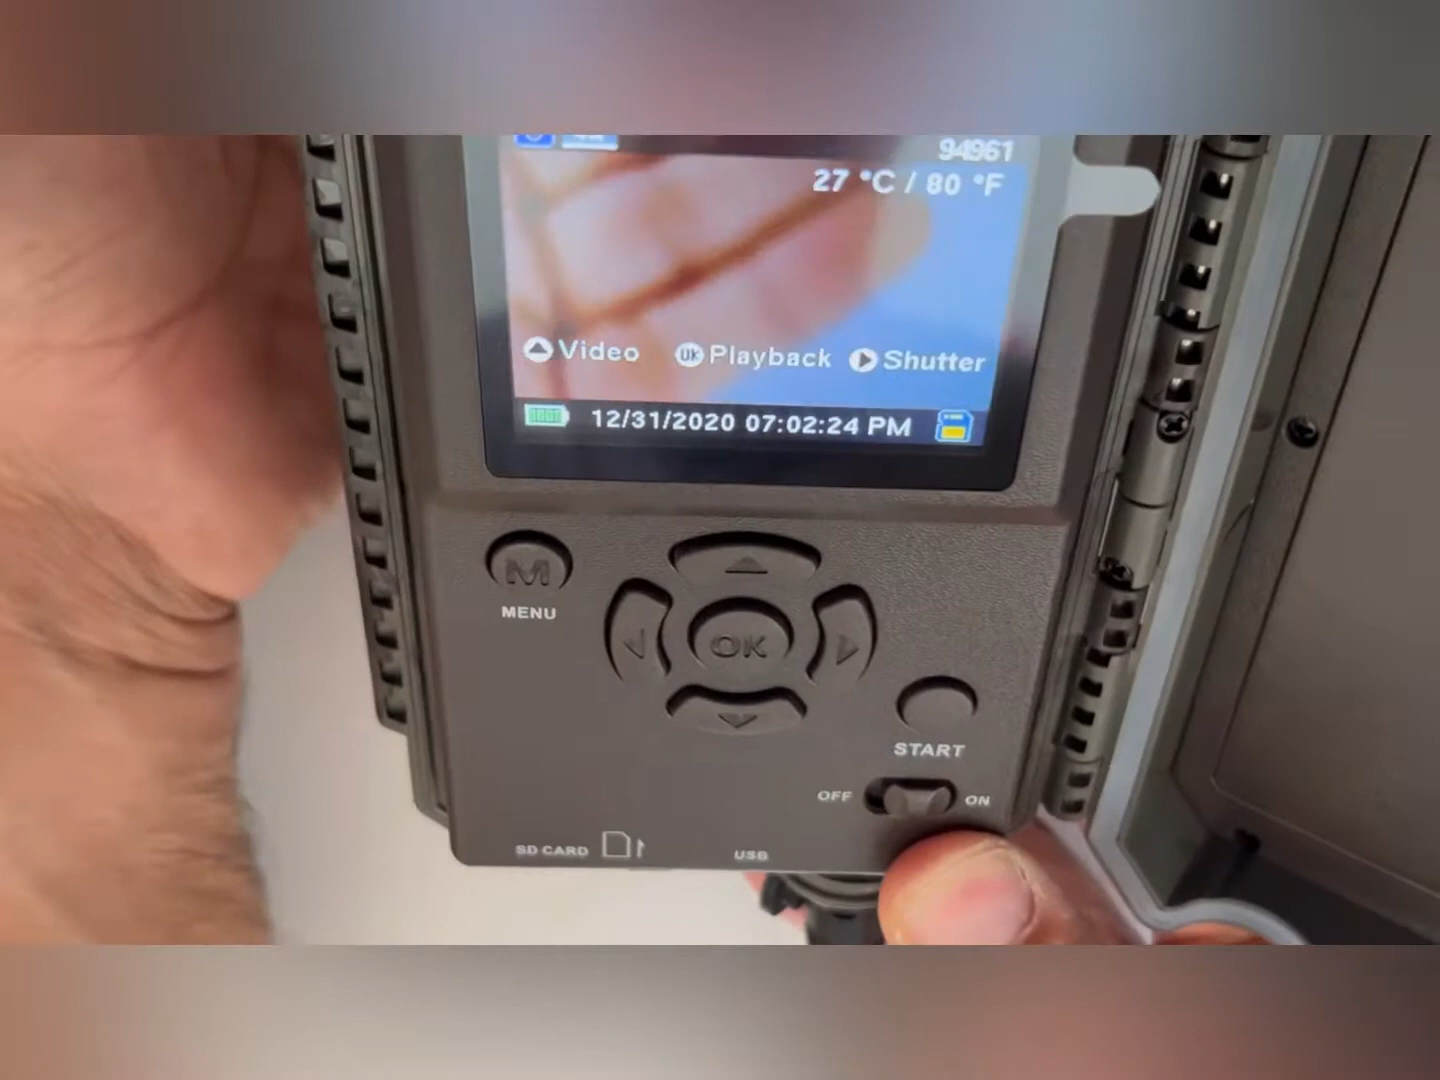 94961
27 °C / 80 °F
Video OK Playback Shutter
12/31/2020 07:02:24 PM
M
MENU
OK
START
OFF ON
SD CARD USB